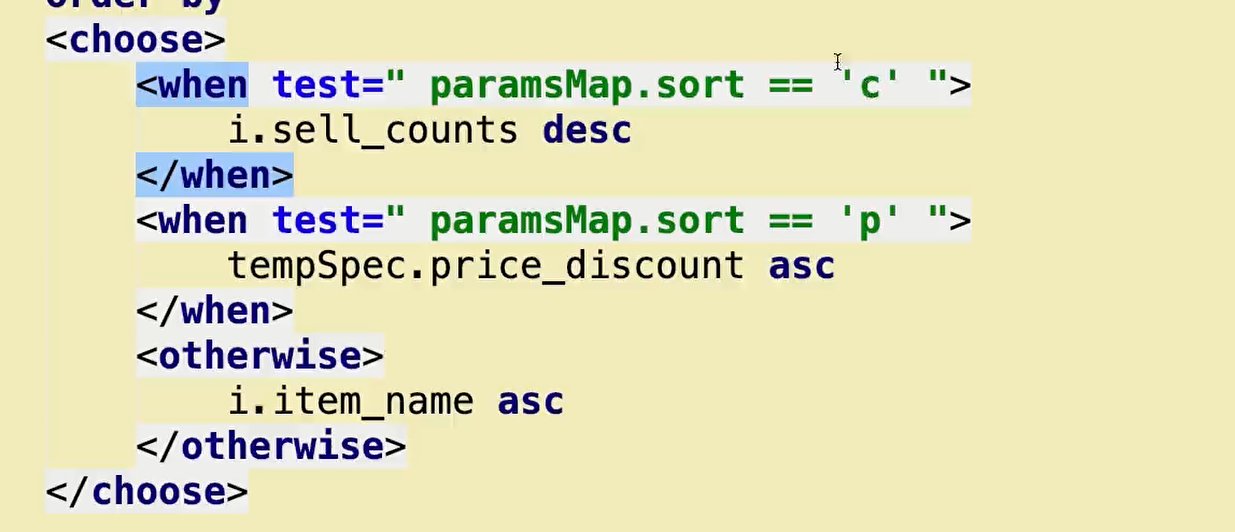 order by
<choose>
<when test=" paramsMap.sort == 'c' ">
i.sell_counts desc
</when>
<when test=" paramsMap.sort == 'p' ">
tempSpec.price_discount asc
</when>
<otherwise>
i.item_name asc
</otherwise>
</choose>